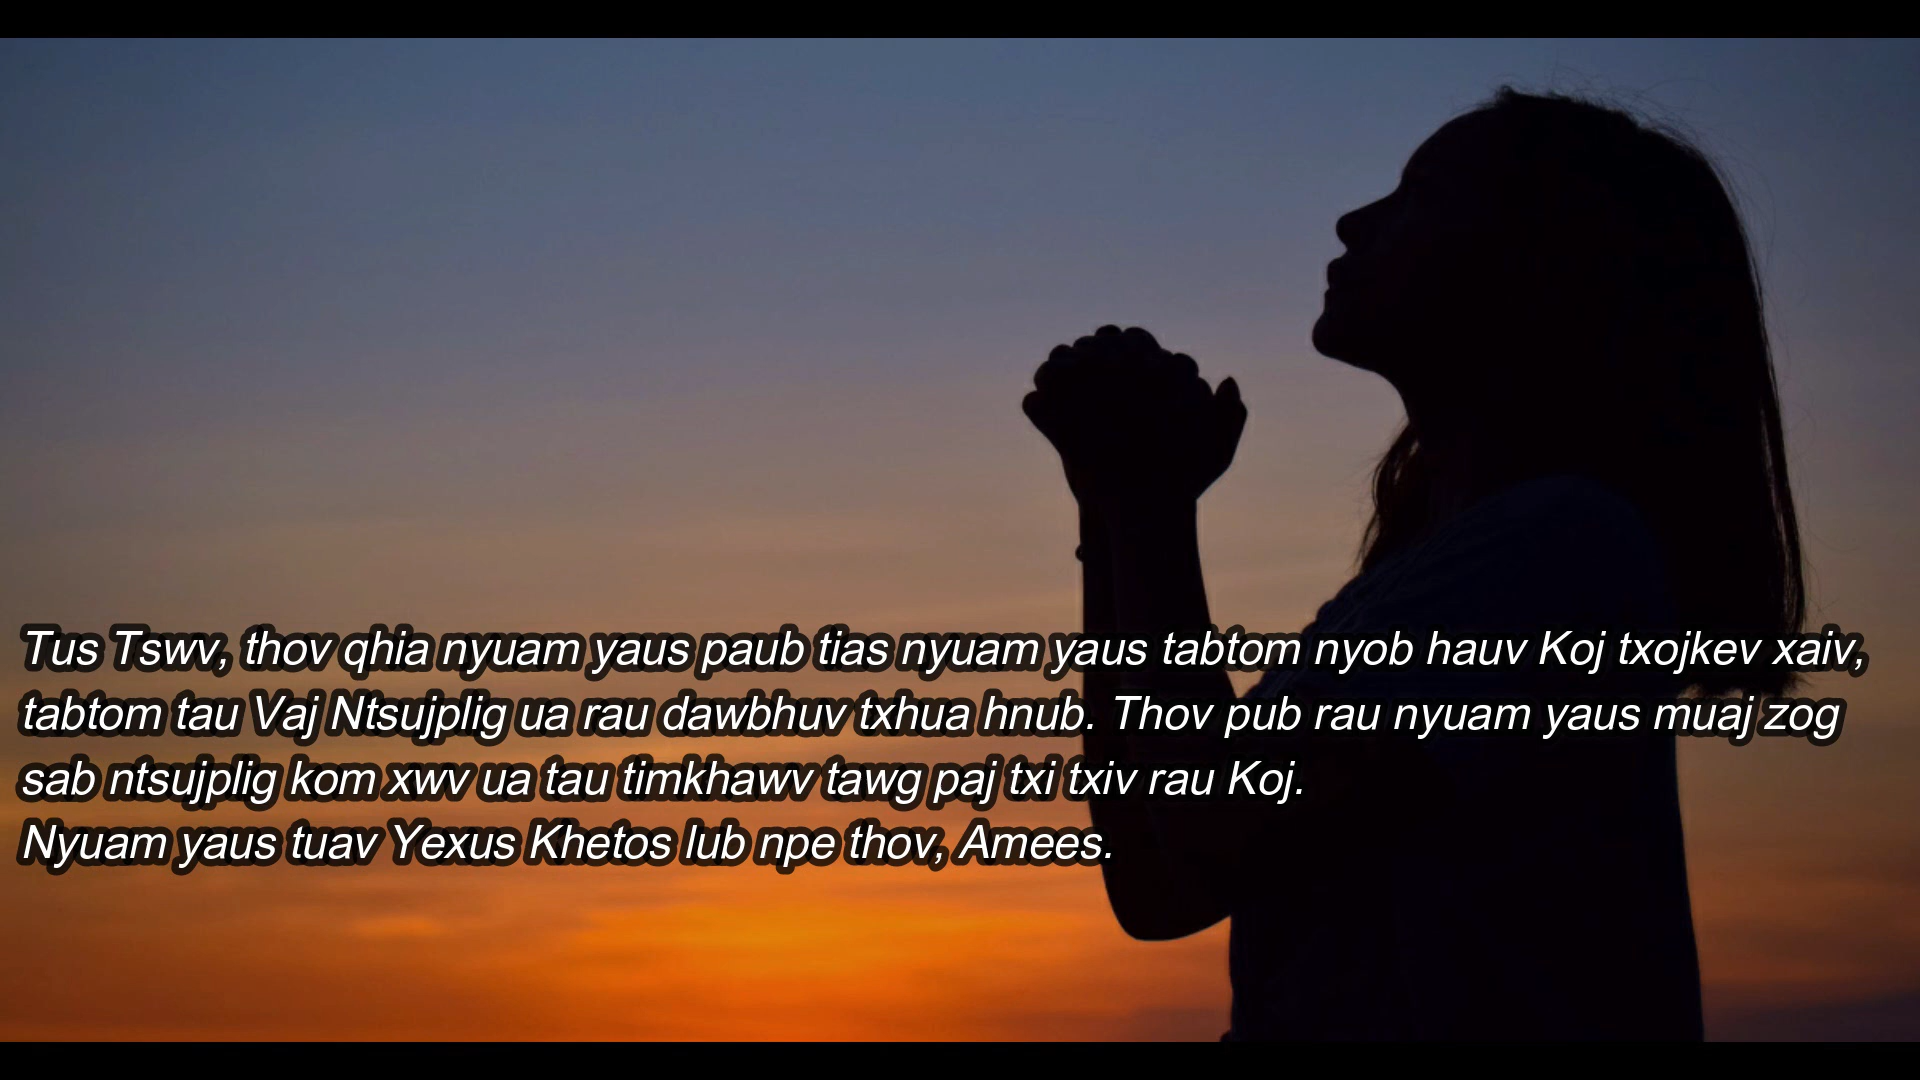 Tus Tswv, thov qhia nyuam yaus paub tias nyuam yaus tabtom nyob hauv Koj txojkev xaiv,
tabtom tau Vaj Ntsujplig ua rau dawbhuv txhua hnub. Thov pub rau nyuam yaus muaj zog
sab ntsujplig kom xwv ua tau timkhawv tawg paj txi txiv rau Koj.
Nyuam yaus tuav Yexus Khetos lub npe thov, Amees.